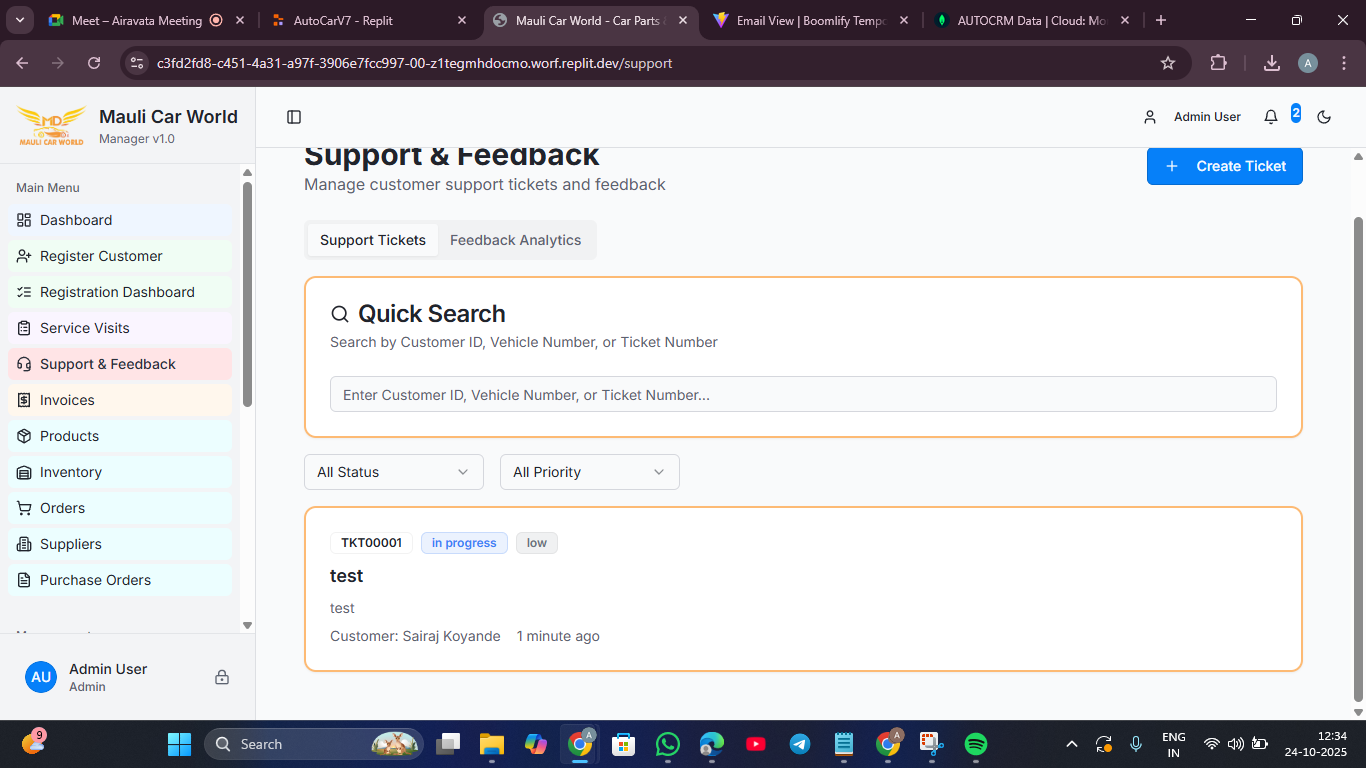 Meet – Airavata Meeting
AutoCarV7 - Replit
Mauli Car World - Car Parts
Email View | Boomlify Tempo
AUTOCRM Data | Cloud: Mo
c3fd2fd8-c451-4a31-a97f-3906e7fcc997-00-z1tegmhdocmo.worf.replit.dev/support
A
MD
MAULI CAR WORLD
Mauli Car World
Manager v1.0
Admin User
2
Main Menu
Dashboard
Register Customer
Registration Dashboard
Service Visits
Support & Feedback
Invoices
Products
Inventory
Orders
Suppliers
Purchase Orders
AU
Admin User
Admin
Support & Feedback
Manage customer support tickets and feedback
Create Ticket
Support Tickets
Feedback Analytics
Quick Search
Search by Customer ID, Vehicle Number, or Ticket Number
Enter Customer ID, Vehicle Number, or Ticket Number...
All Status
All Priority
TKT00001
in progress
low
test
test
Customer: Sairaj Koyande
1 minute ago
9
Search
A
A
ENG
IN
12:34
24-10-2025